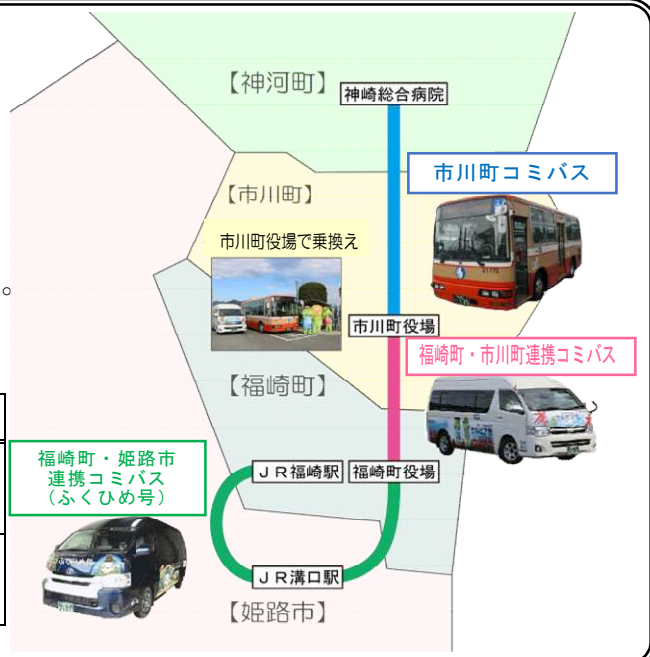 。
【神河町】
神崎総合病院
市川町コミバス
【市川町】
市川町役場で乗換え
市川町役場
福崎町・市川町連携コミバス
【福崎町】
福崎町・姫路市
連携コミバス
（ふくひめ号）
ＪＲ福崎駅
福崎町役場
ＪＲ溝口駅
【姫路市】